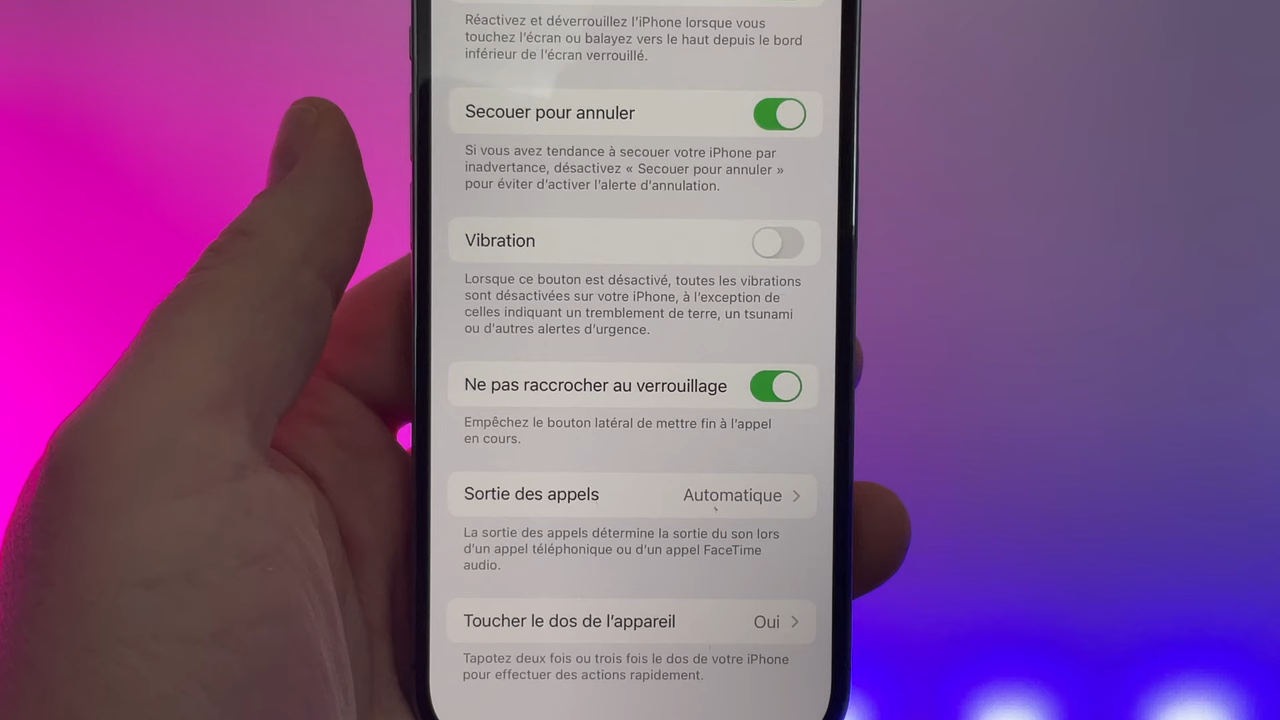 Réactivez et déverrouillez l'iPhone lorsque vous
touchez l'écran ou balayez vers le haut depuis le bord
inférieur de l'écran verrouillé.
Secouer pour annuler
Si vous avez tendance à secouer votre iPhone par
inadvertance, désactivez « Secouer pour annuler »
pour éviter d'activer l'alerte d'annulation.
Vibration
Lorsque ce bouton est désactivé, toutes les vibrations
sont désactivées sur votre iPhone, à l'exception de
celles indiquant un tremblement de terre, un tsunami
ou d'autres alertes d'urgence.
Ne pas raccrocher au verrouillage
Empêchez le bouton latéral de mettre fin à l'appel
en cours.
Sortie des appels Automatique
La sortie des appels détermine la sortie du son lors
d'un appel téléphonique ou d'un appel FaceTime
audio.
Toucher le dos de l'appareil Oui
Tapotez deux fois ou trois fois le dos de votre iPhone
pour effectuer des actions rapidement.